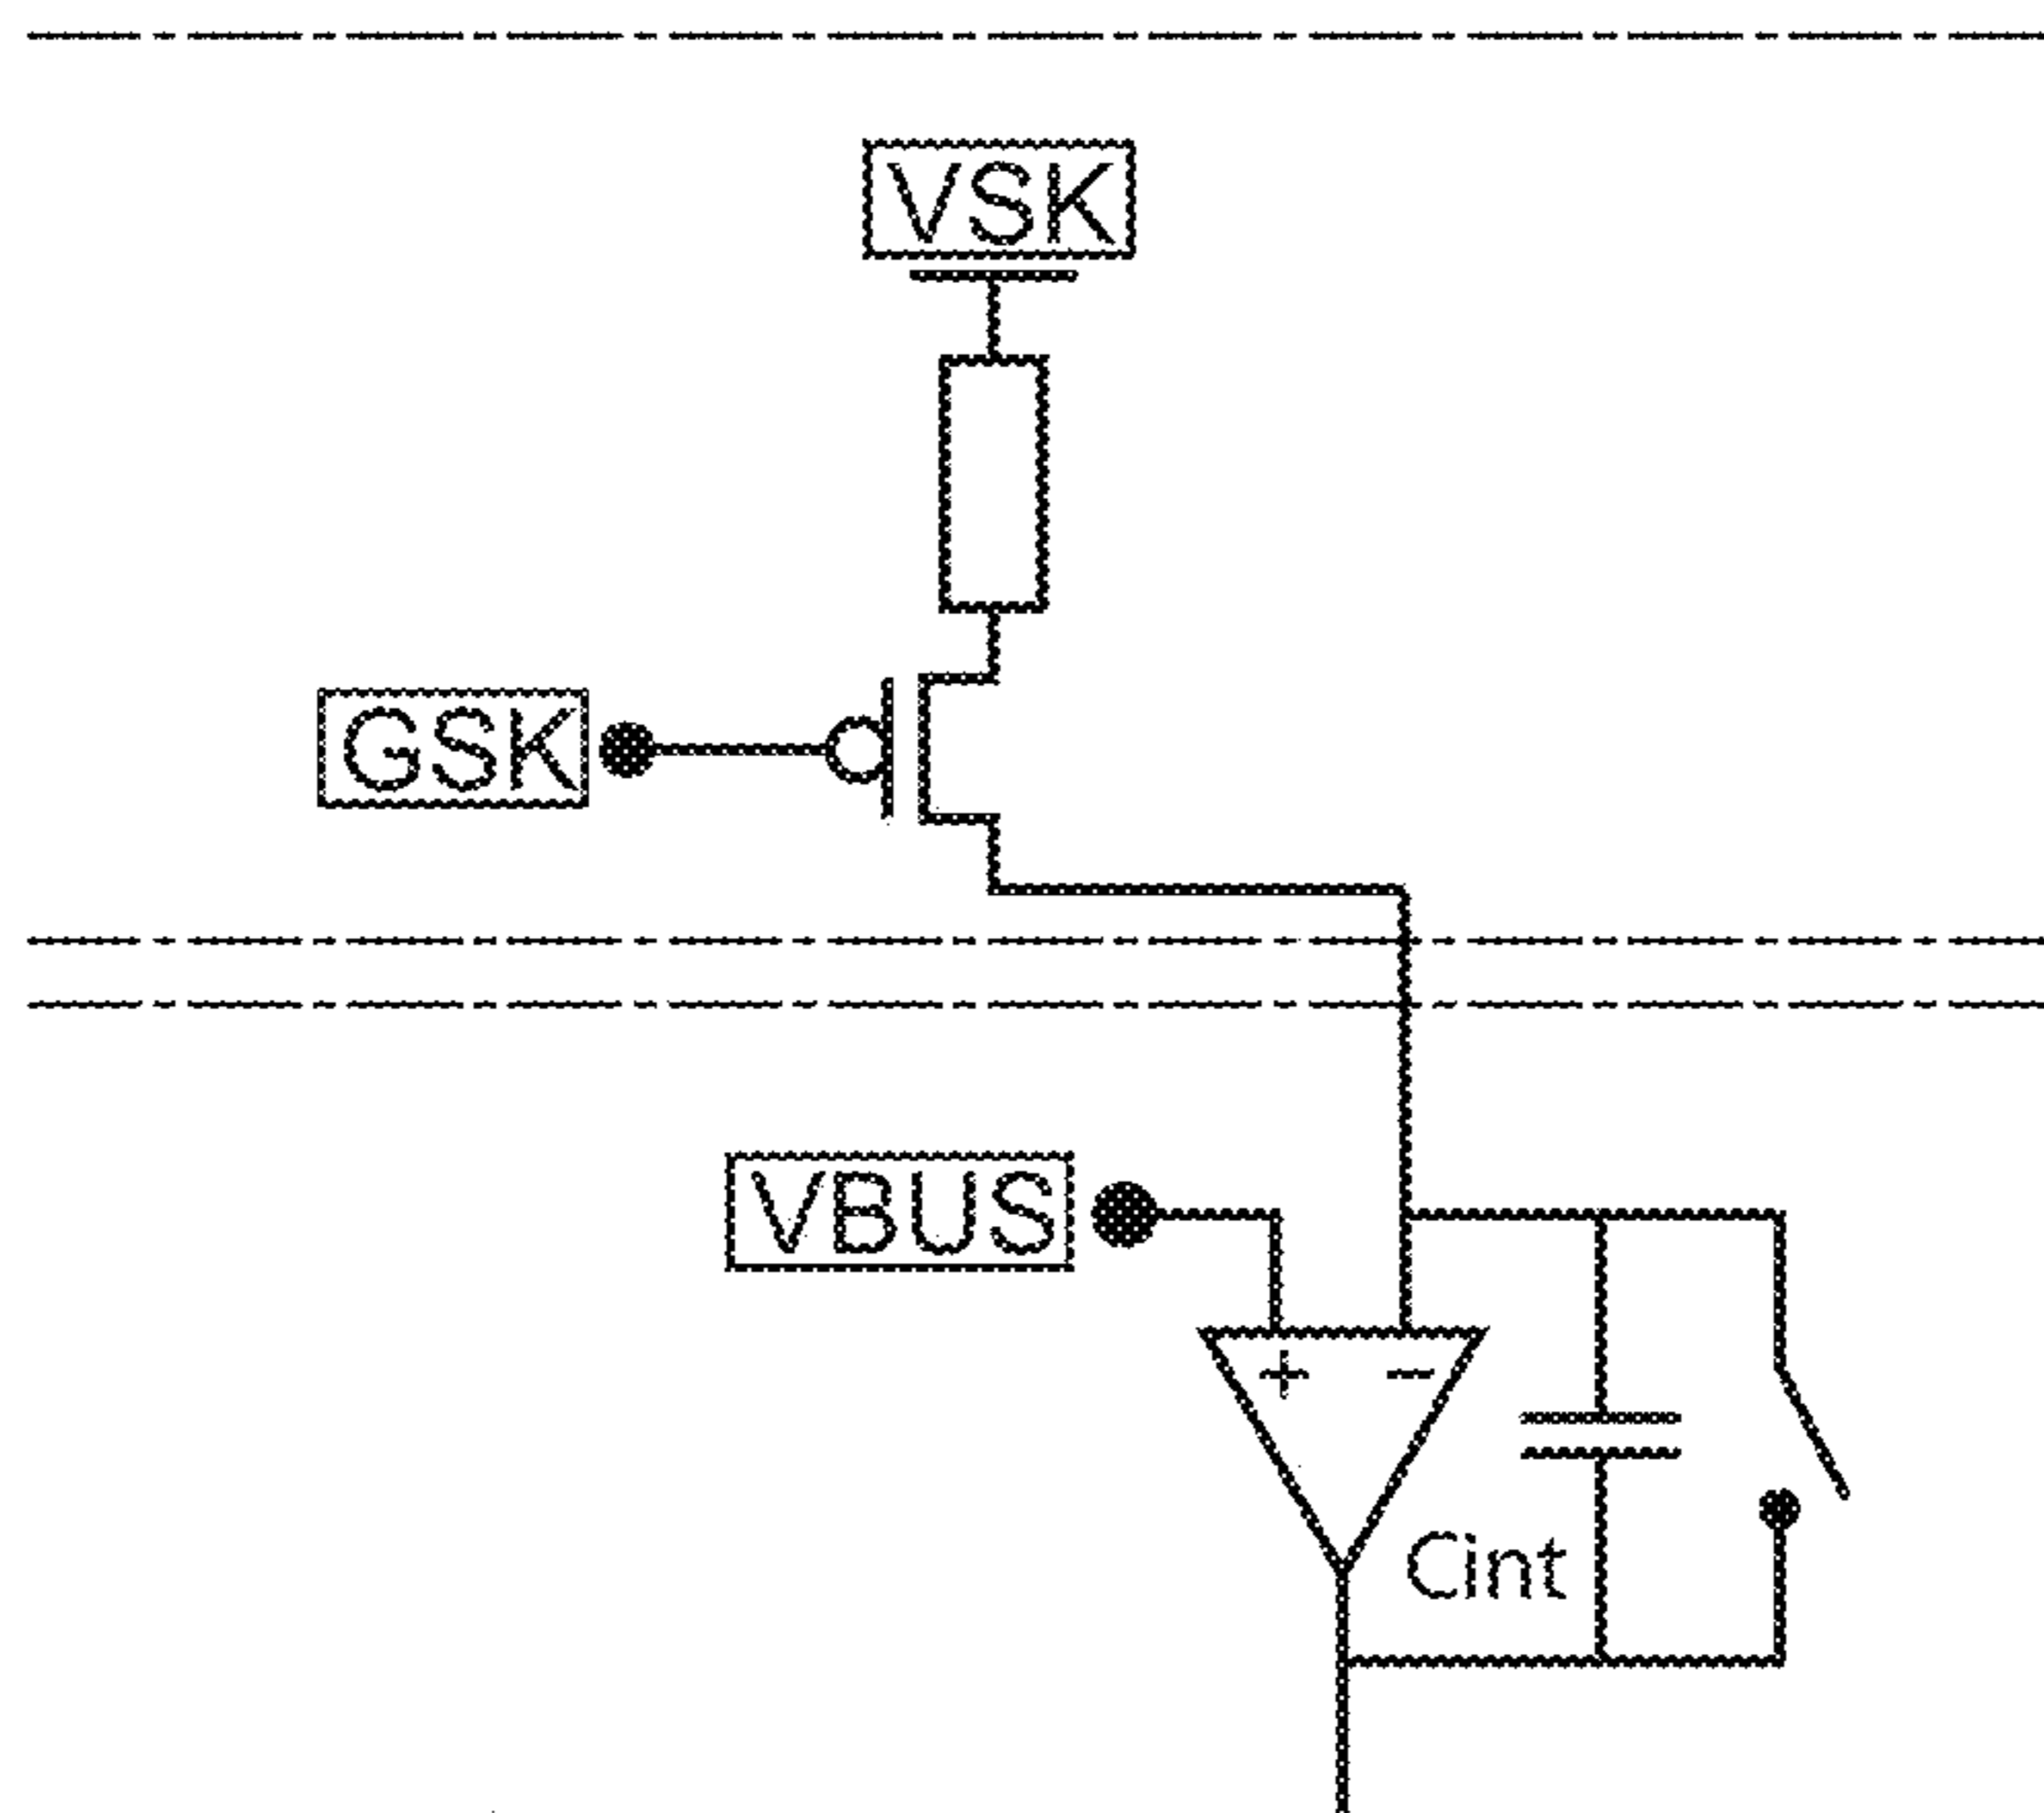 VSK
GSK
VBUS
+ −
Cint